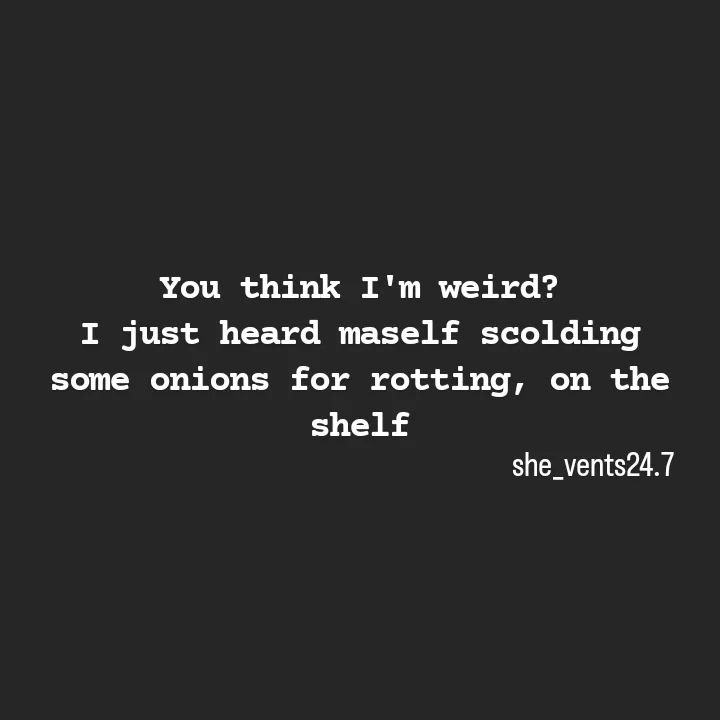 You think I'm weird?
I just heard maself scolding
some onions for rotting, on the
shelf
she_vents24.7